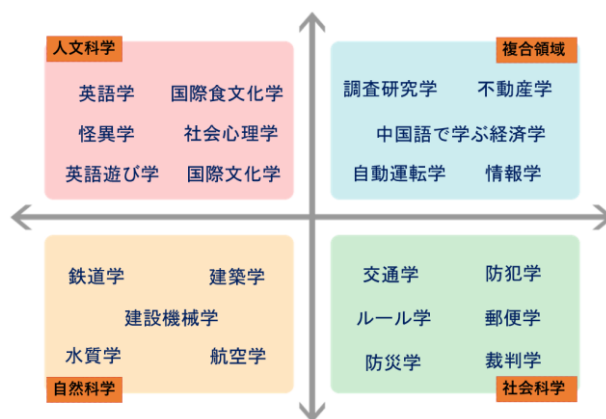 人文科学
英語学 国際食文化学
怪異学 社会心理学
英語遊び学 国際文化学
複合領域
調査研究学 不動産学
中国語で学ぶ経済学
自動運転学 情報学
鉄道学 建築学
建設機械学
水質学 航空学
自然科学
交通学 防犯学
ルール学 郵便学
防災学 裁判学
社会科学